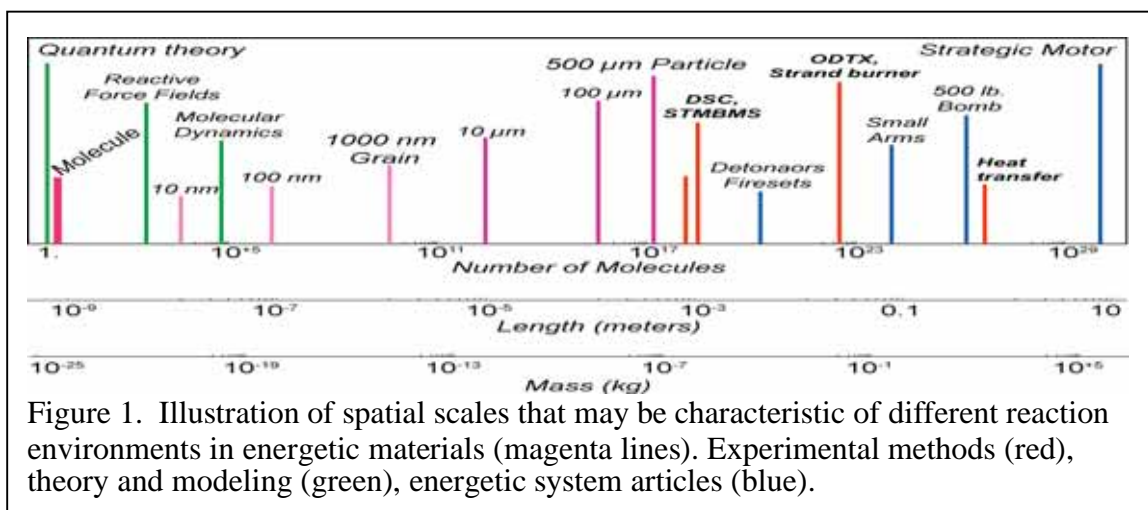 Quantum theory
Strategic Motor
Reactive
Force Fields
Molecule
Molecular
Dynamics
10 nm
100 nm
1000 nm
Grain
10 µm
100 µm
500 µm Particle
DSC,
STMBMS
Detonaors
Firesets
ODTX,
Strand burner
Small
Arms
500 lb.
Bomb
Heat
transfer
1. 10+5 10¹¹ 10¹⁷ 10²³ 10²⁹
Number of Molecules
10⁻⁹ 10⁻⁷ 10⁻⁵ 10⁻³ 0.1 10
Length (meters)
10⁻²⁵ 10⁻¹⁹ 10⁻¹³ 10⁻⁷ 10⁻¹ 10⁺⁵
Mass (kg)
Figure 1. Illustration of spatial scales that may be characteristic of different reaction
environments in energetic materials (magenta lines). Experimental methods (red),
theory and modeling (green), energetic system articles (blue).